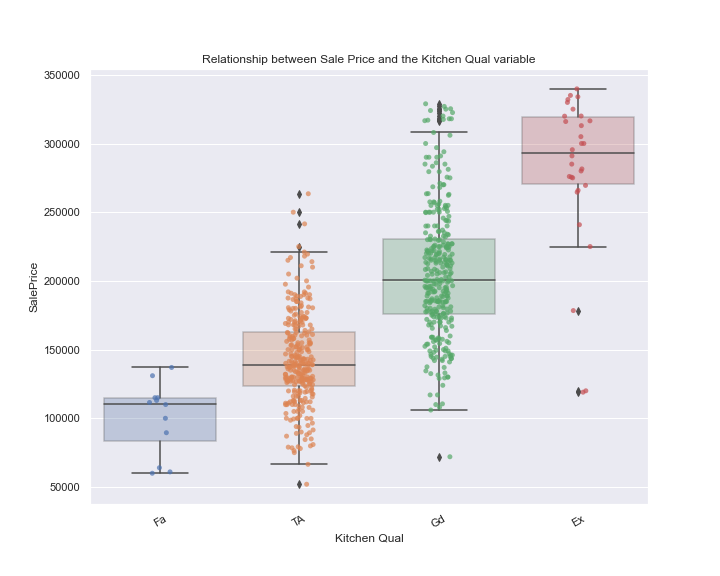 Relationship between Sale Price and the Kitchen Qual variable
350000
300000
250000
200000
150000
100000
50000
SalePrice
Fa
TA
Gd
Ex
Kitchen Qual